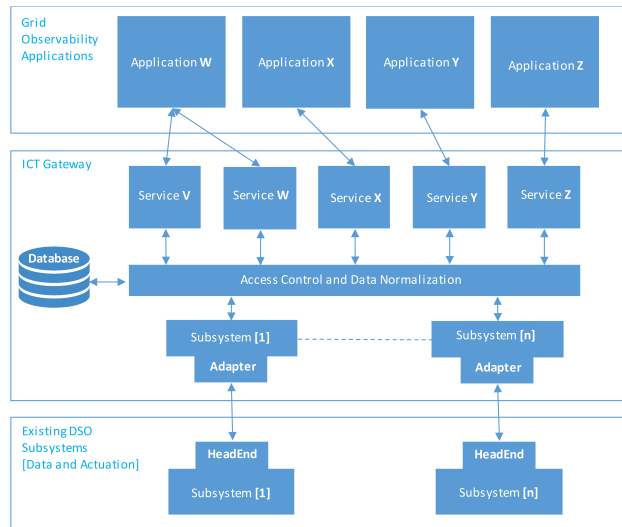 Grid
Observability
Applications
Application W
Application X
Application Y
Application Z
ICT Gateway
Service V
Service W
Service X
Service Y
Service Z
Database
Access Control and Data Normalization
Subsystem [1]
Adapter
Subsystem [n]
Adapter
Existing DSO
Subsystems
[Data and Actuation]
HeadEnd
Subsystem [1]
HeadEnd
Subsystem [n]